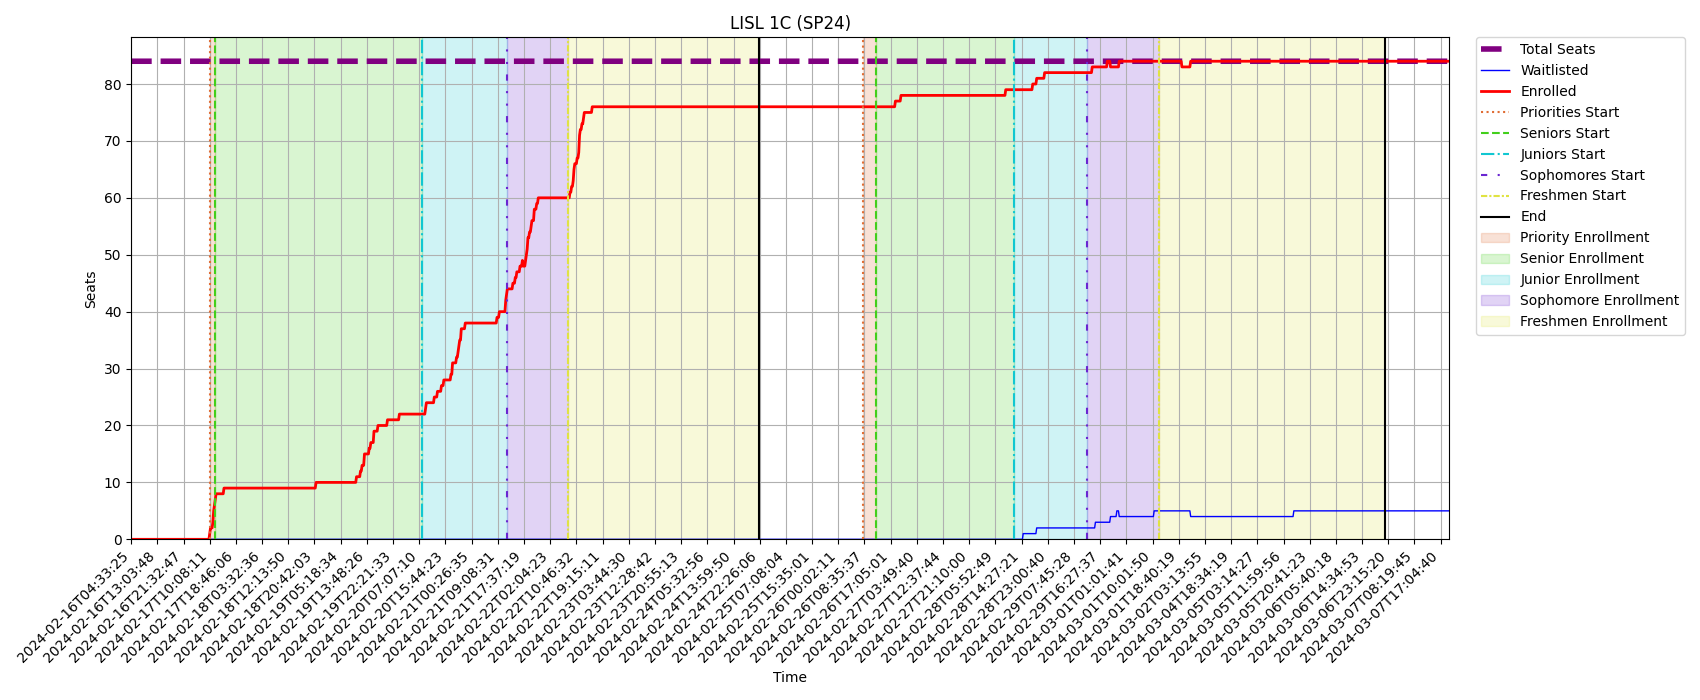 LISL 1C (SP24)
Total Seats
Waitlisted
Enrolled
Priorities Start
Seniors Start
Juniors Start
Sophomores Start
Freshmen Start
End
Priority Enrollment
Senior Enrollment
Junior Enrollment
Sophomore Enrollment
Freshmen Enrollment
Seats
80
70
60
50
40
30
20
10
0
2024-02-16T04:33:25
2024-02-16T13:03:48
2024-02-16T21:32:47
2024-02-17T10:08:11
2024-02-17T18:46:06
2024-02-18T03:32:36
2024-02-18T12:13:50
2024-02-18T20:42:03
2024-02-19T05:18:34
2024-02-19T13:48:26
2024-02-19T22:21:33
2024-02-20T07:07:10
2024-02-20T15:44:23
2024-02-21T00:26:35
2024-02-21T09:08:31
2024-02-21T17:37:19
2024-02-22T02:04:23
2024-02-22T10:46:32
2024-02-22T19:15:11
2024-02-23T03:44:30
2024-02-23T12:28:42
2024-02-23T20:55:13
2024-02-24T05:32:56
2024-02-24T13:59:50
2024-02-24T22:26:06
2024-02-25T07:08:04
2024-02-25T15:35:01
2024-02-26T00:02:11
2024-02-26T08:35:37
2024-02-26T17:05:01
2024-02-27T03:49:40
2024-02-27T12:37:44
2024-02-27T21:10:00
2024-02-28T05:52:49
2024-02-28T14:27:21
2024-02-28T23:00:40
2024-02-29T07:45:28
2024-02-29T16:27:37
2024-03-01T01:01:41
2024-03-01T10:01:50
2024-03-01T18:40:19
2024-03-02T03:13:55
2024-03-04T18:34:19
2024-03-05T03:14:27
2024-03-05T11:59:56
2024-03-05T20:41:23
2024-03-06T05:40:18
2024-03-06T14:34:53
2024-03-06T23:15:20
2024-03-07T08:19:45
2024-03-07T17:04:40
Time